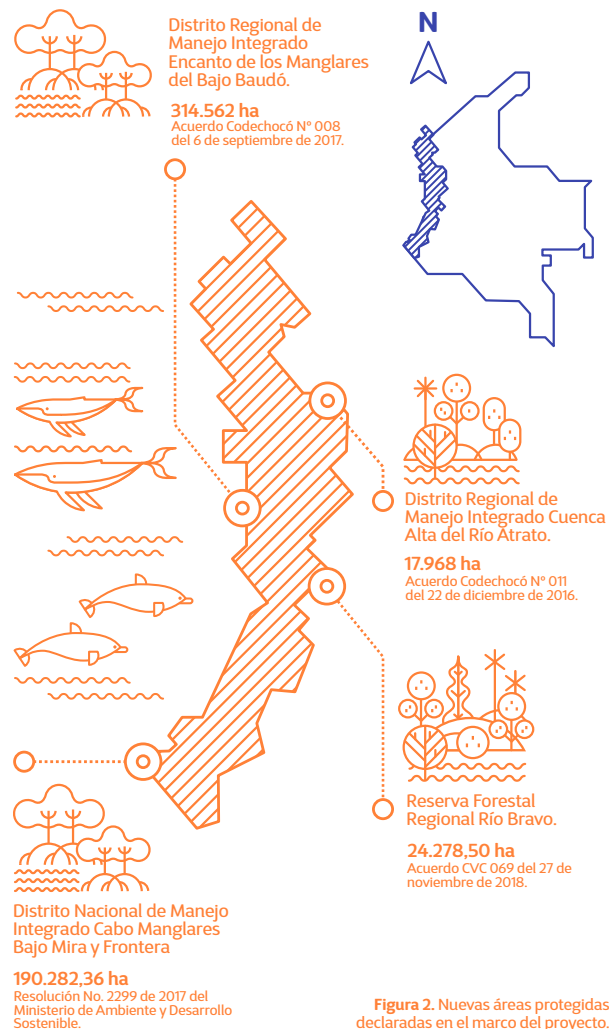 Distrito Regional de
Manejo Integrado
Encanto de los Manglares
del Bajo Baudó.
314.562 ha
Acuerdo Codechocó Nº 008
del 6 de septiembre de 2017.
N
Distrito Regional de
Manejo Integrado Cuenca
Alta del Río Atrato.
17.968 ha
Acuerdo Codechocó Nº 011
del 22 de diciembre de 2016.
Reserva Forestal
Regional Río Bravo.
24.278,50 ha
Acuerdo CVC 069 del 27 de
noviembre de 2018.
Distrito Nacional de Manejo
Integrado Cabo Manglares
Bajo Mira y Frontera
190.282,36 ha
Resolución No. 2299 de 2017 del
Ministerio de Ambiente y Desarrollo
Sostenible.
Figura 2. Nuevas áreas protegidas
declaradas en el marco del proyecto.